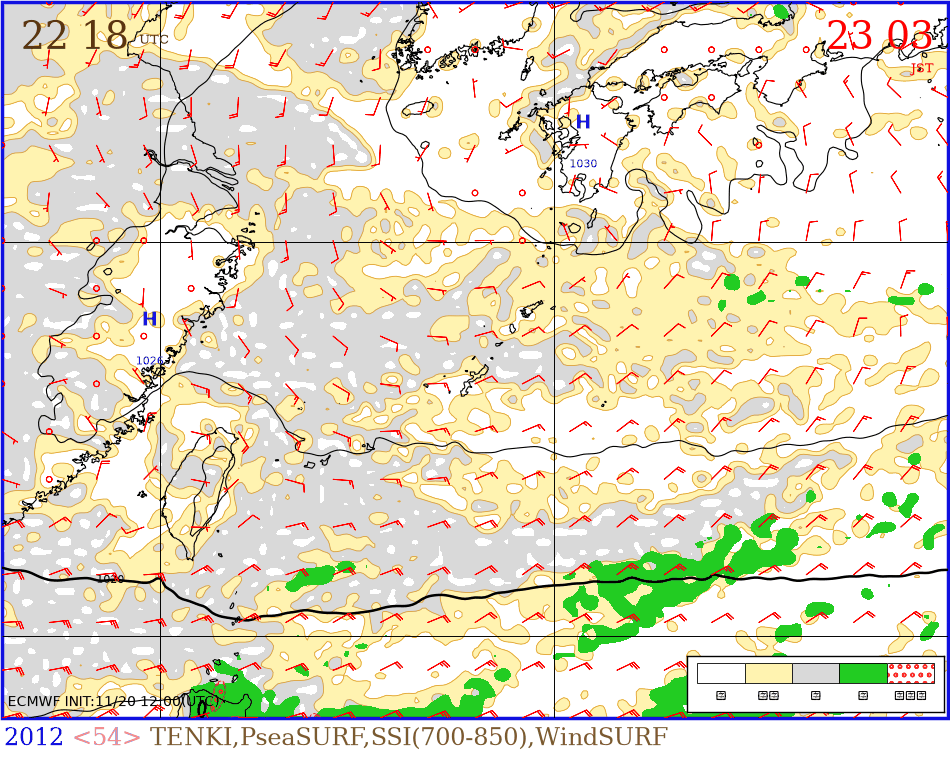 22 18 UTC
23 03 JST
H
1030
H
1026
1020
ECMWF INIT:11/20 12:00(UTC)
2012 <54> TENKI,PseaSURF,SSI(700-850),WindSURF